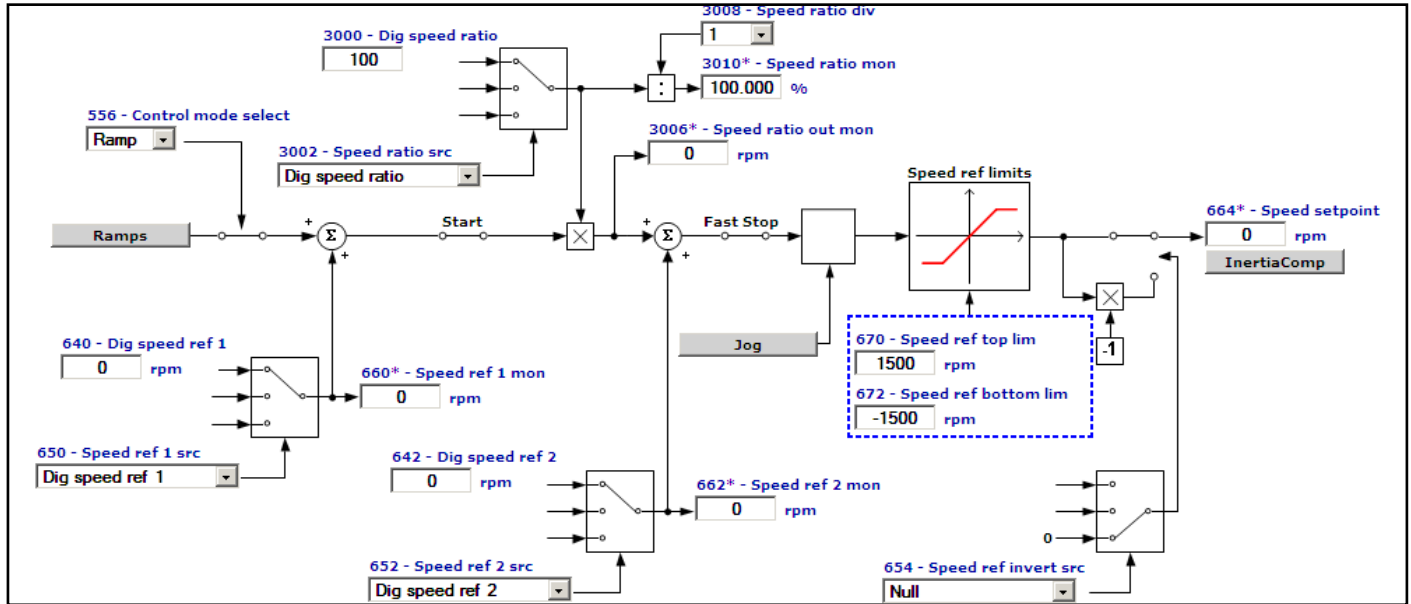 3008 - Speed ratio div
1
3000 - Dig speed ratio
100
3010* - Speed ratio mon
100.000 %
:
556 - Control mode select
Ramp
3006* - Speed ratio out mon
0 rpm
3002 - Speed ratio src
Dig speed ratio
Speed ref limits
664* - Speed setpoint
0 rpm
InertiaComp
Ramps
+
Σ
+
Start
×
+
Σ
+
Fast Stop
×
-1
Jog
670 - Speed ref top lim
1500 rpm
672 - Speed ref bottom lim
-1500 rpm
640 - Dig speed ref 1
0 rpm
660* - Speed ref 1 mon
0 rpm
650 - Speed ref 1 src
Dig speed ref 1
642 - Dig speed ref 2
0 rpm
662* - Speed ref 2 mon
0 rpm
652 - Speed ref 2 src
Dig speed ref 2
0
654 - Speed ref invert src
Null